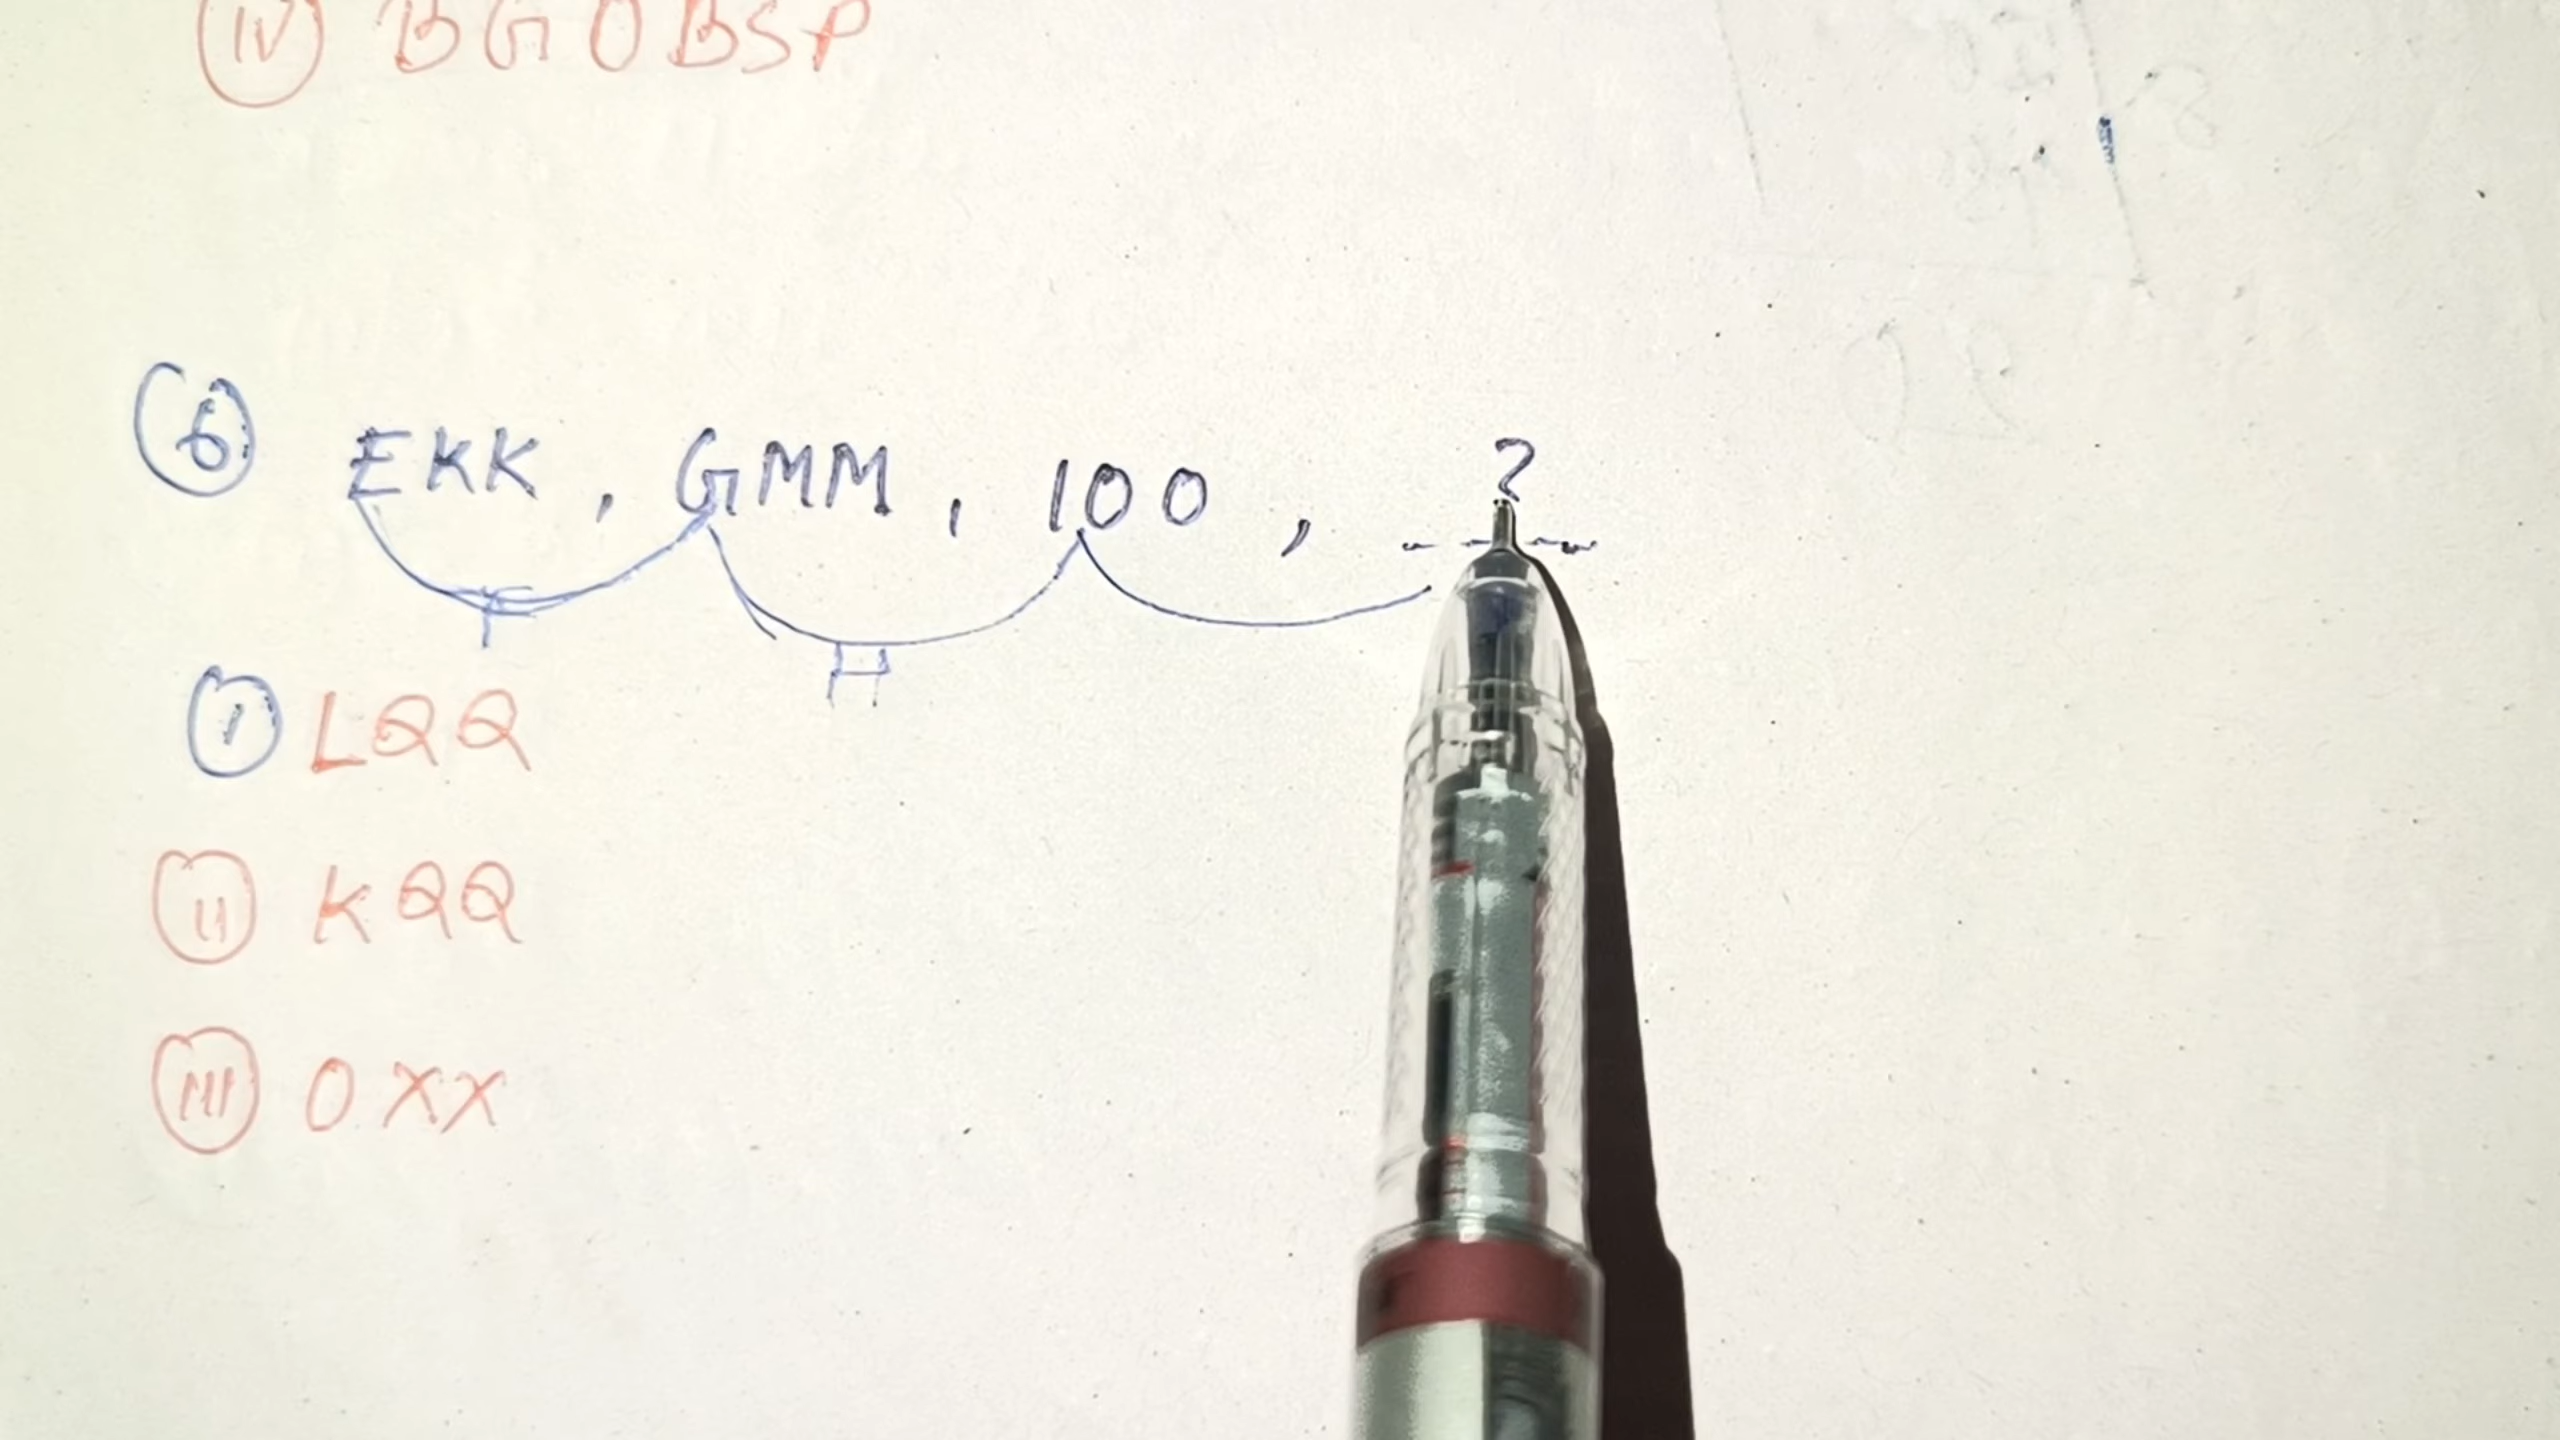 IV BGOBSP
6 EKK, GMM, IOO, ?
F H
I LQQ
II KQQ
III OXX